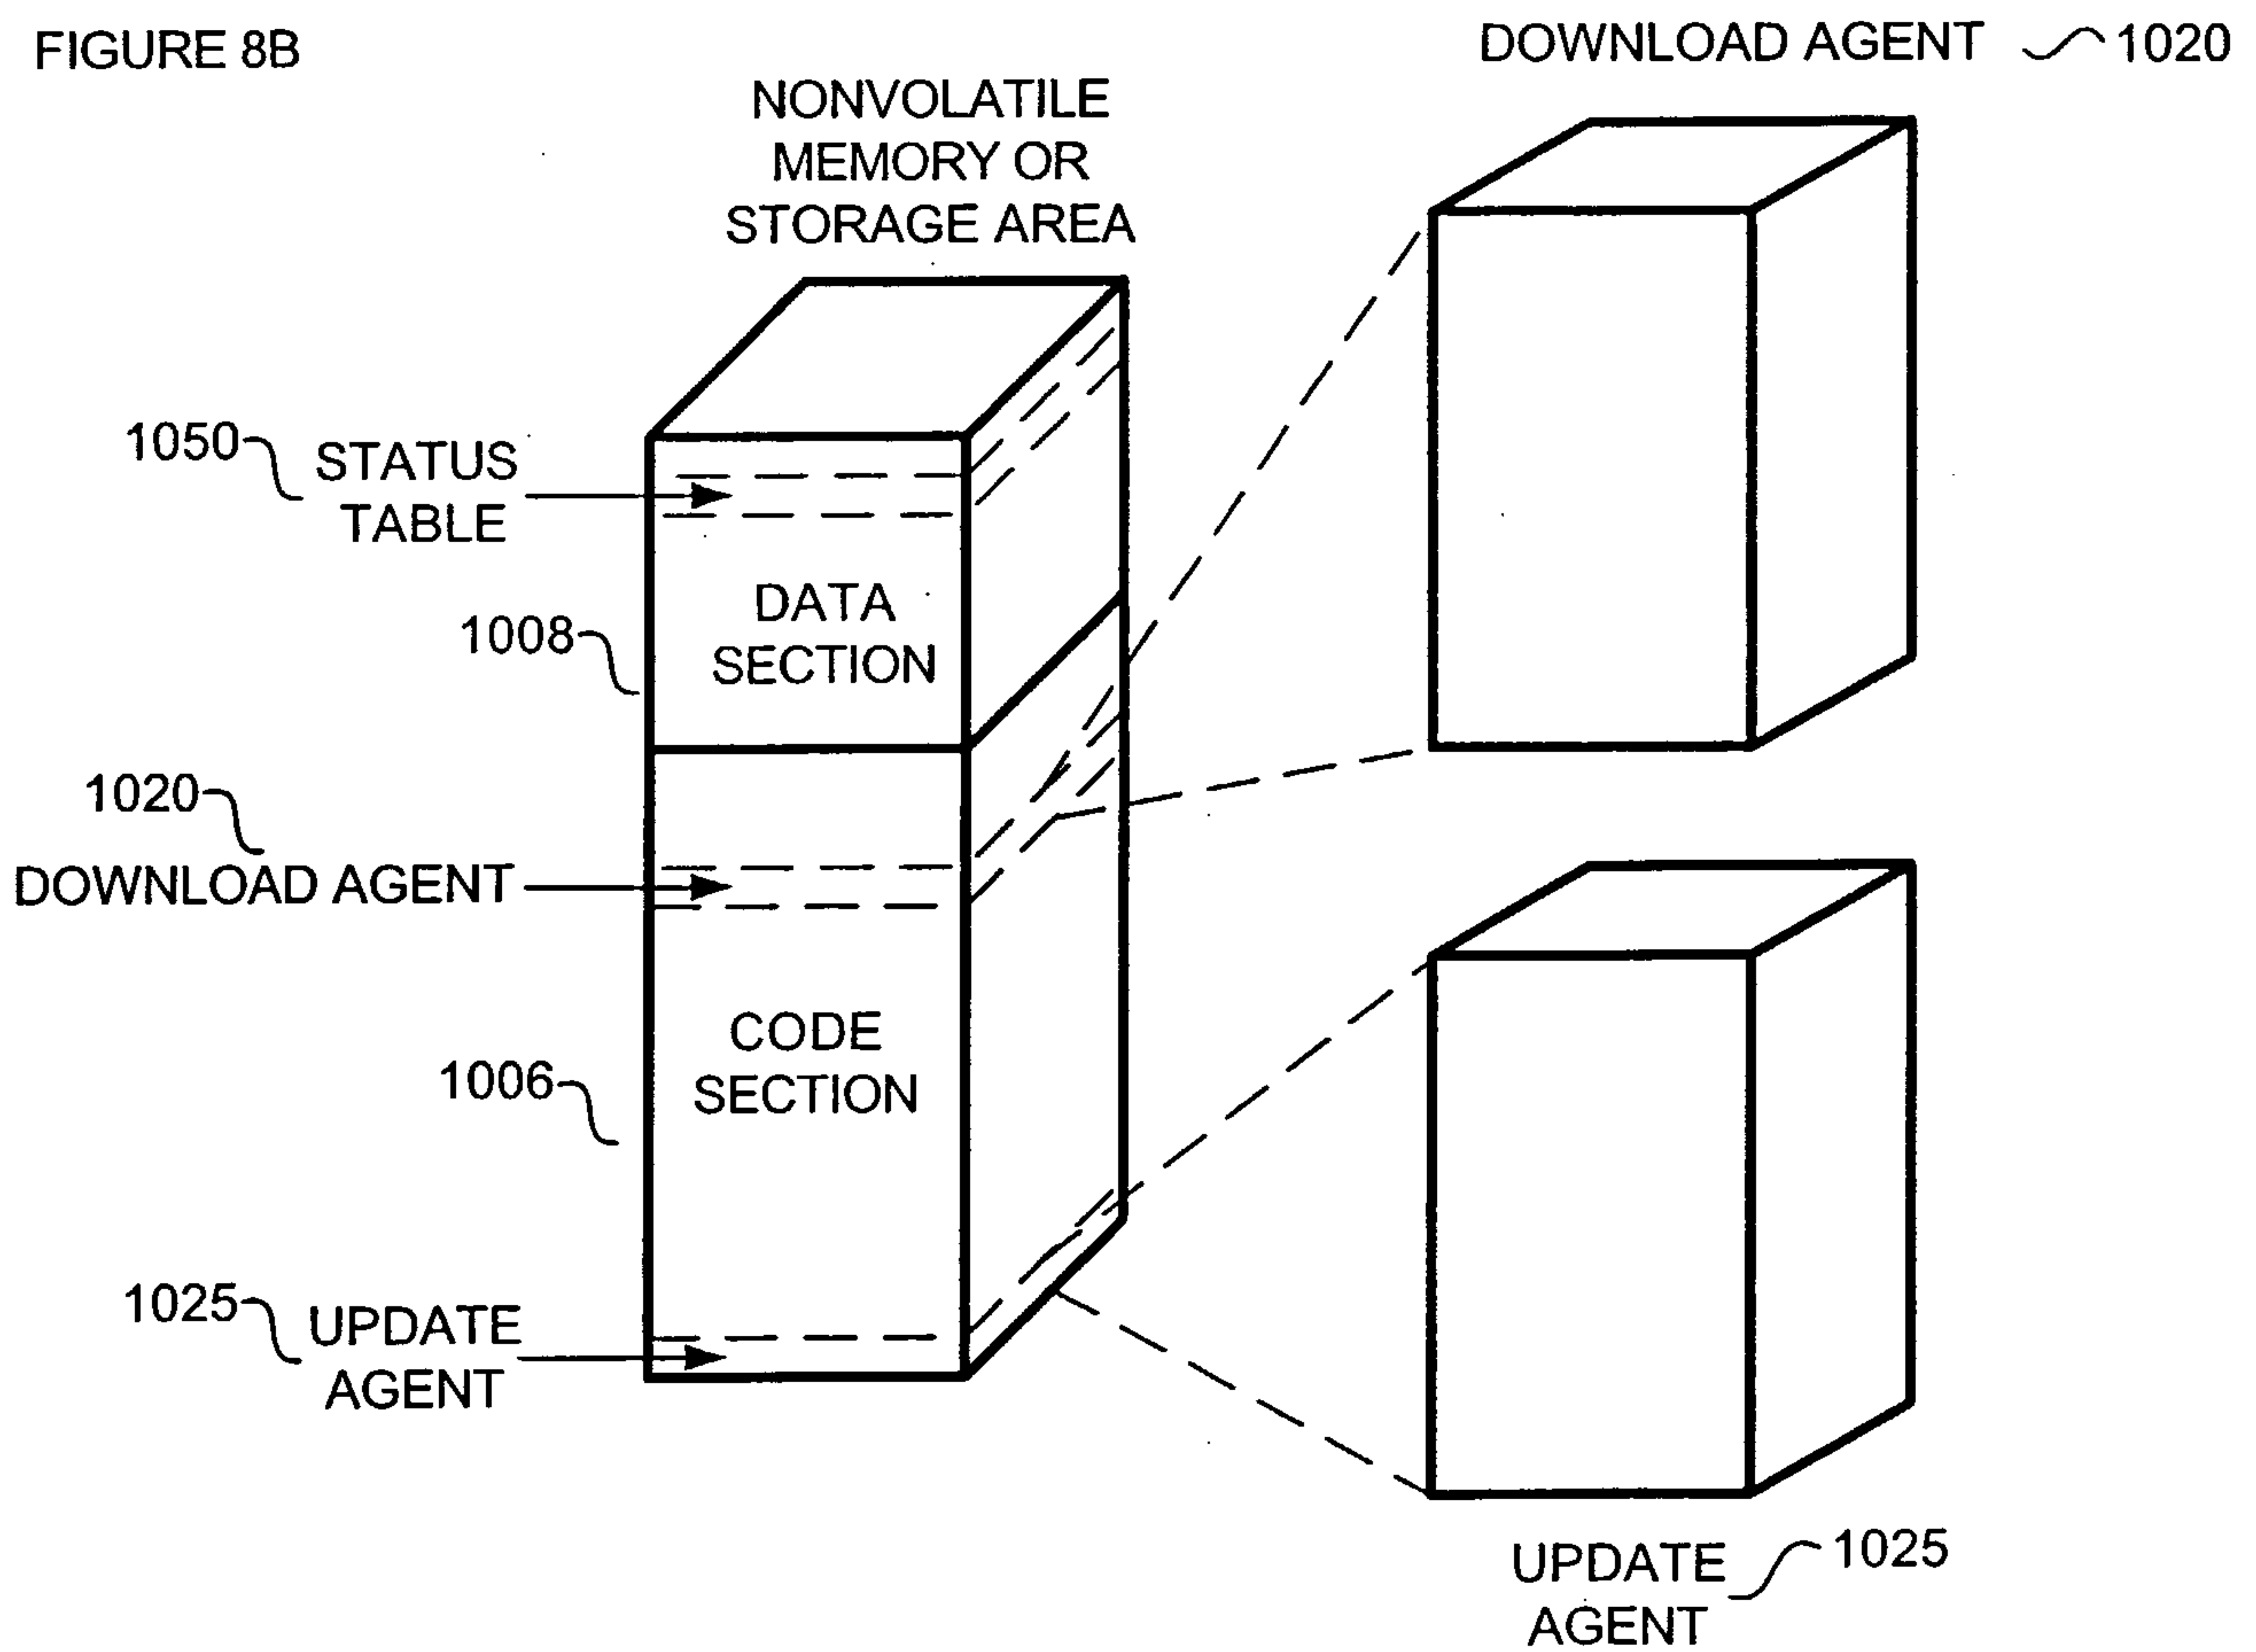 FIGURE 8B
DOWNLOAD AGENT 1020
NONVOLATILE
MEMORY OR
STORAGE AREA
1050
STATUS
TABLE
DATA
SECTION
1008
1020
DOWNLOAD AGENT
CODE
SECTION
1006
1025
UPDATE
AGENT
UPDATE 1025
AGENT